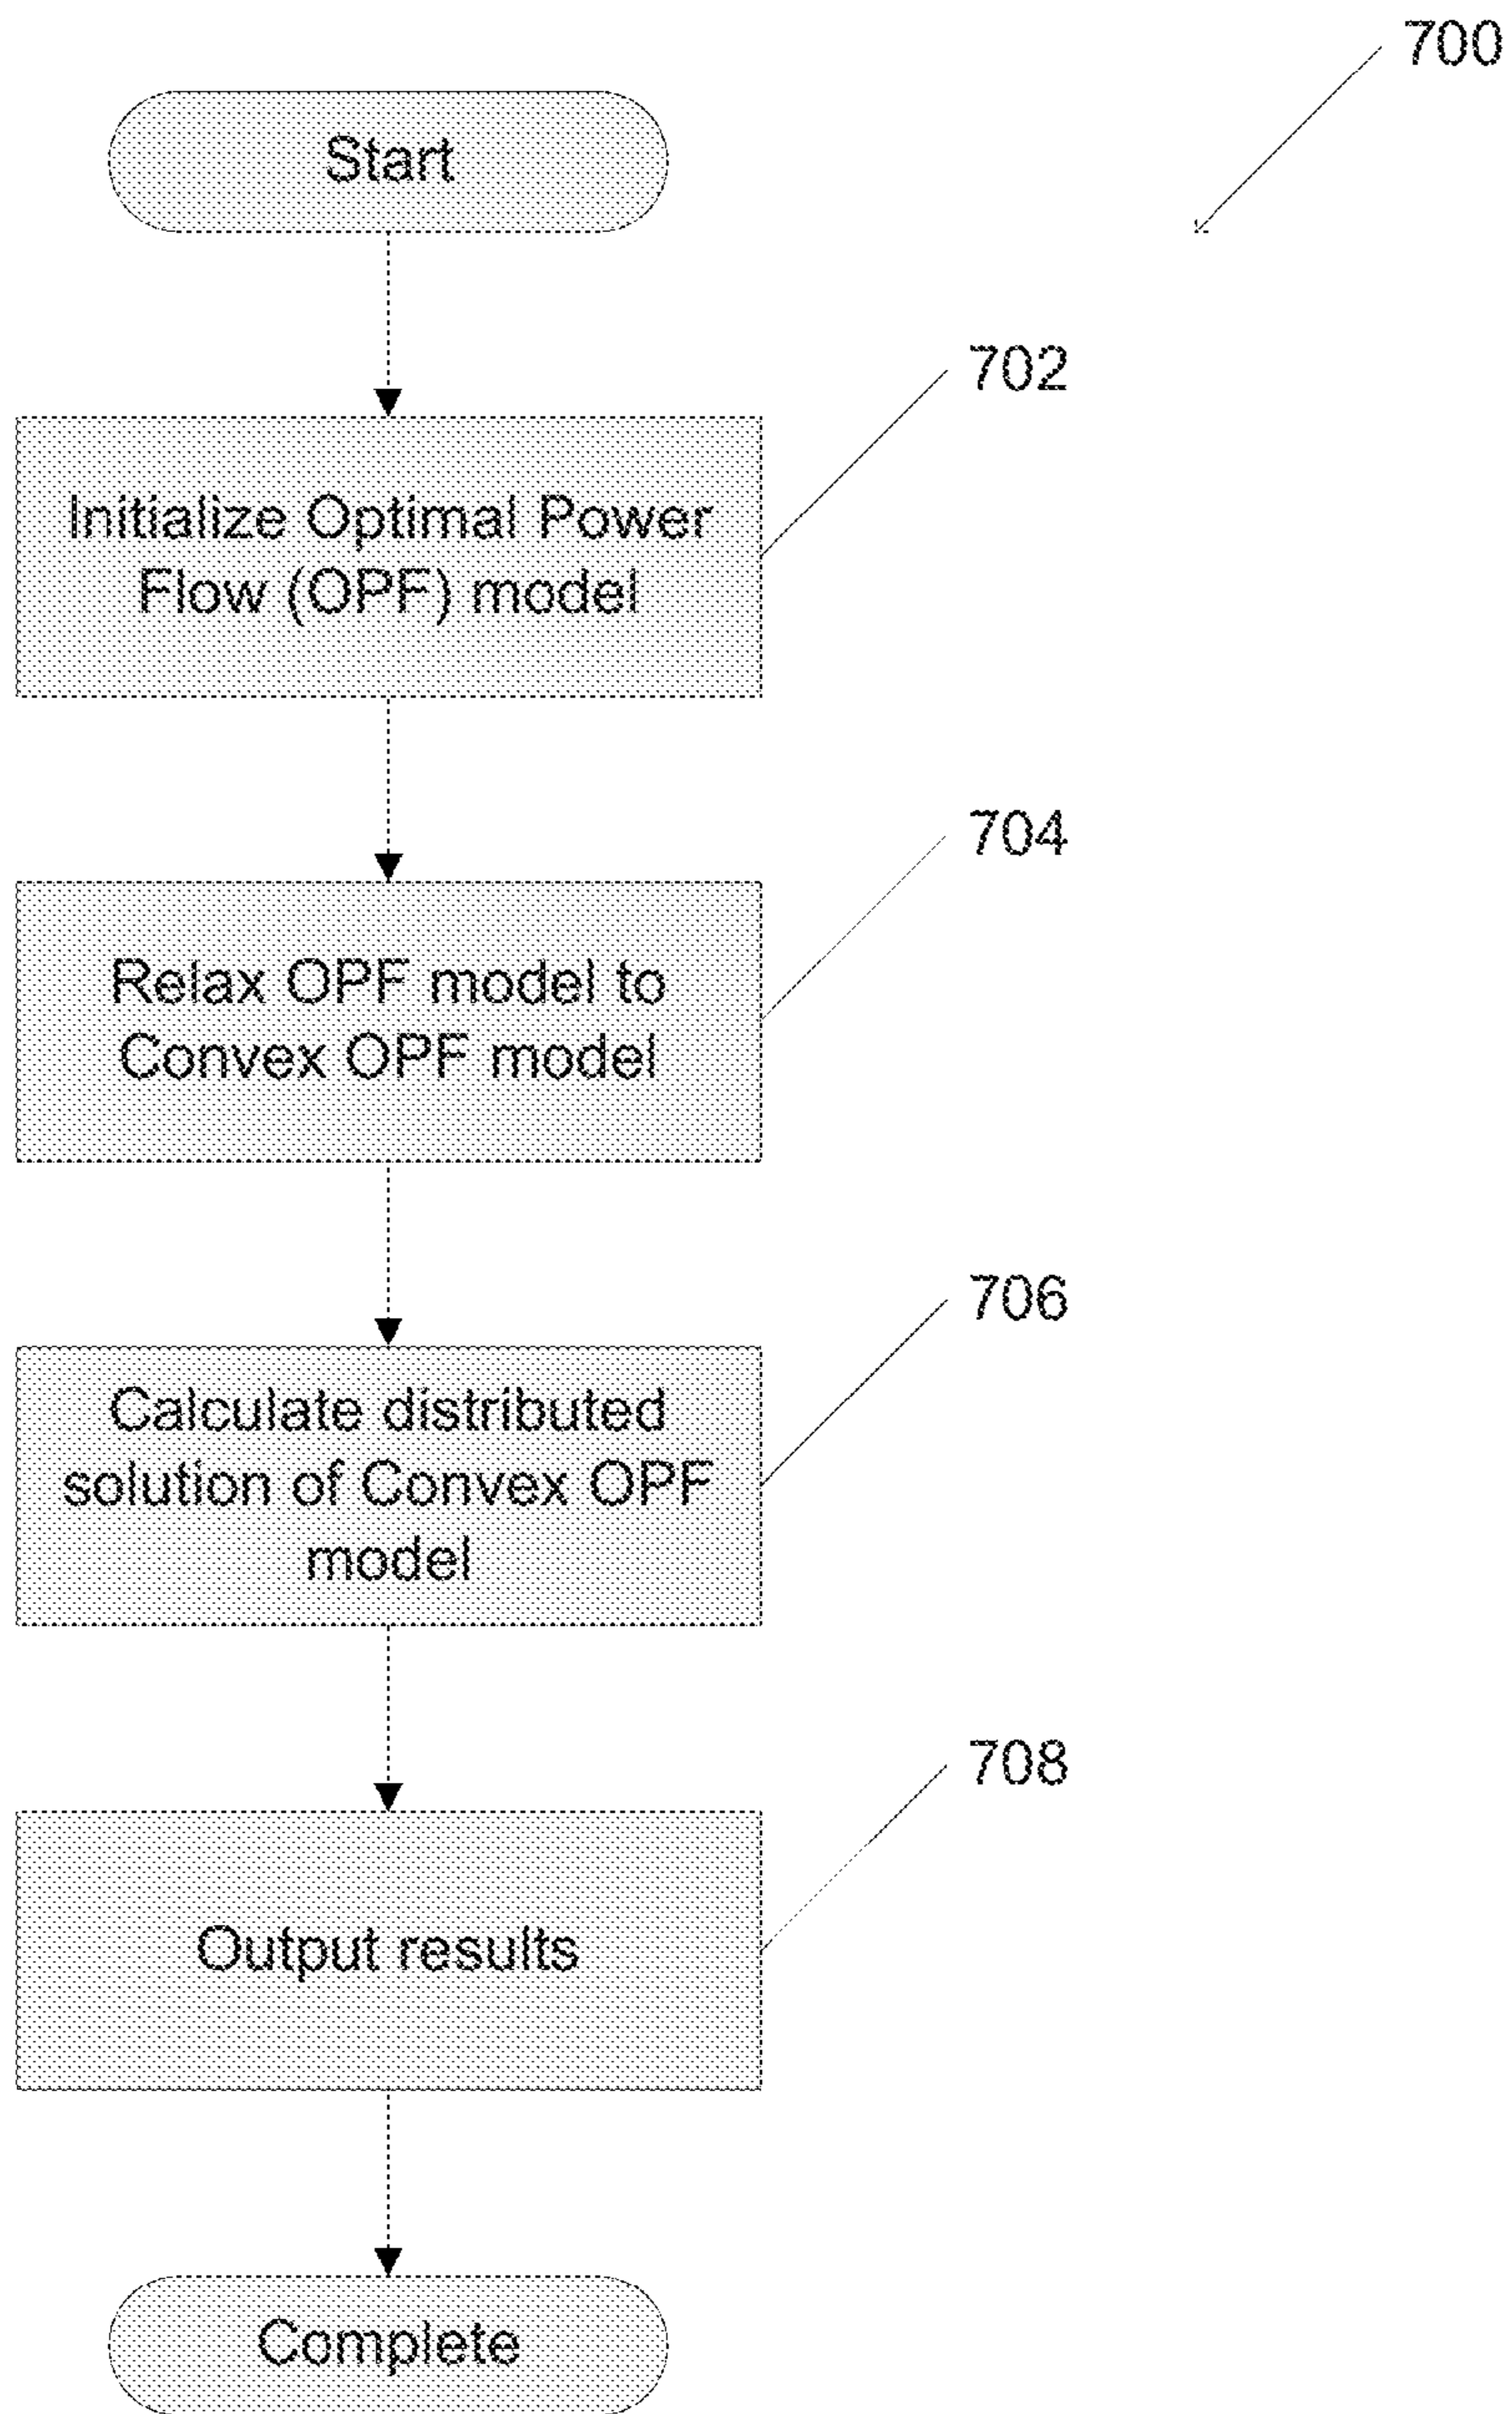 700
Start
702
Initialize Optimal Power
Flow (OPF) model
704
Relax OPF model to
Convex OPF model
706
Calculate distributed
solution of Convex OPF
model
708
Output results
Complete